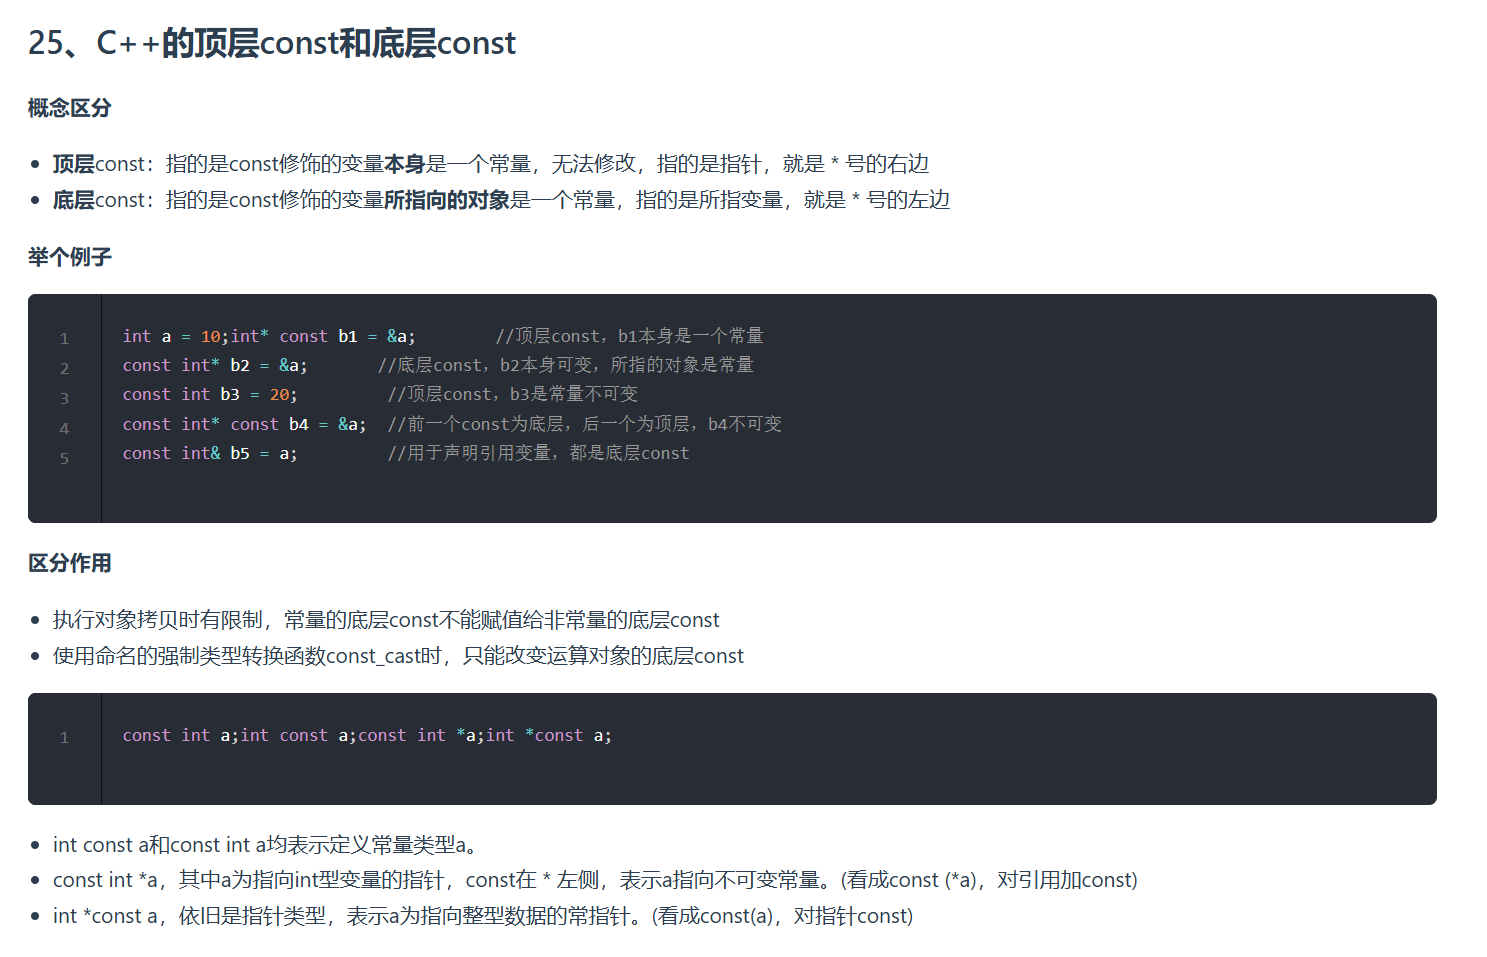 25、C++的顶层const和底层const
概念区分
顶层const：指的是const修饰的变量本身是一个常量，无法修改，指的是指针，就是 * 号的右边
底层const：指的是const修饰的变量所指向的对象是一个常量，指的是所指变量，就是 * 号的左边
举个例子
1 int a = 10;int* const b1 = &a;        //顶层const，b1本身是一个常量
2 const int* b2 = &a;       //底层const，b2本身可变，所指的对象是常量
3 const int b3 = 20;         //顶层const，b3是常量不可变
4 const int* const b4 = &a;  //前一个const为底层，后一个为顶层，b4不可变
5 const int& b5 = a;         //用于声明引用变量，都是底层const
区分作用
执行对象拷贝时有限制，常量的底层const不能赋值给非常量的底层const
使用命名的强制类型转换函数const_cast时，只能改变运算对象的底层const
1 const int a;int const a;const int *a;int *const a;
int const a和const int a均表示定义常量类型a。
const int *a，其中a为指向int型变量的指针，const在 * 左侧，表示a指向不可变常量。(看成const (*a)，对引用加const)
int *const a，依旧是指针类型，表示a为指向整型数据的常指针。(看成const(a)，对指针const)